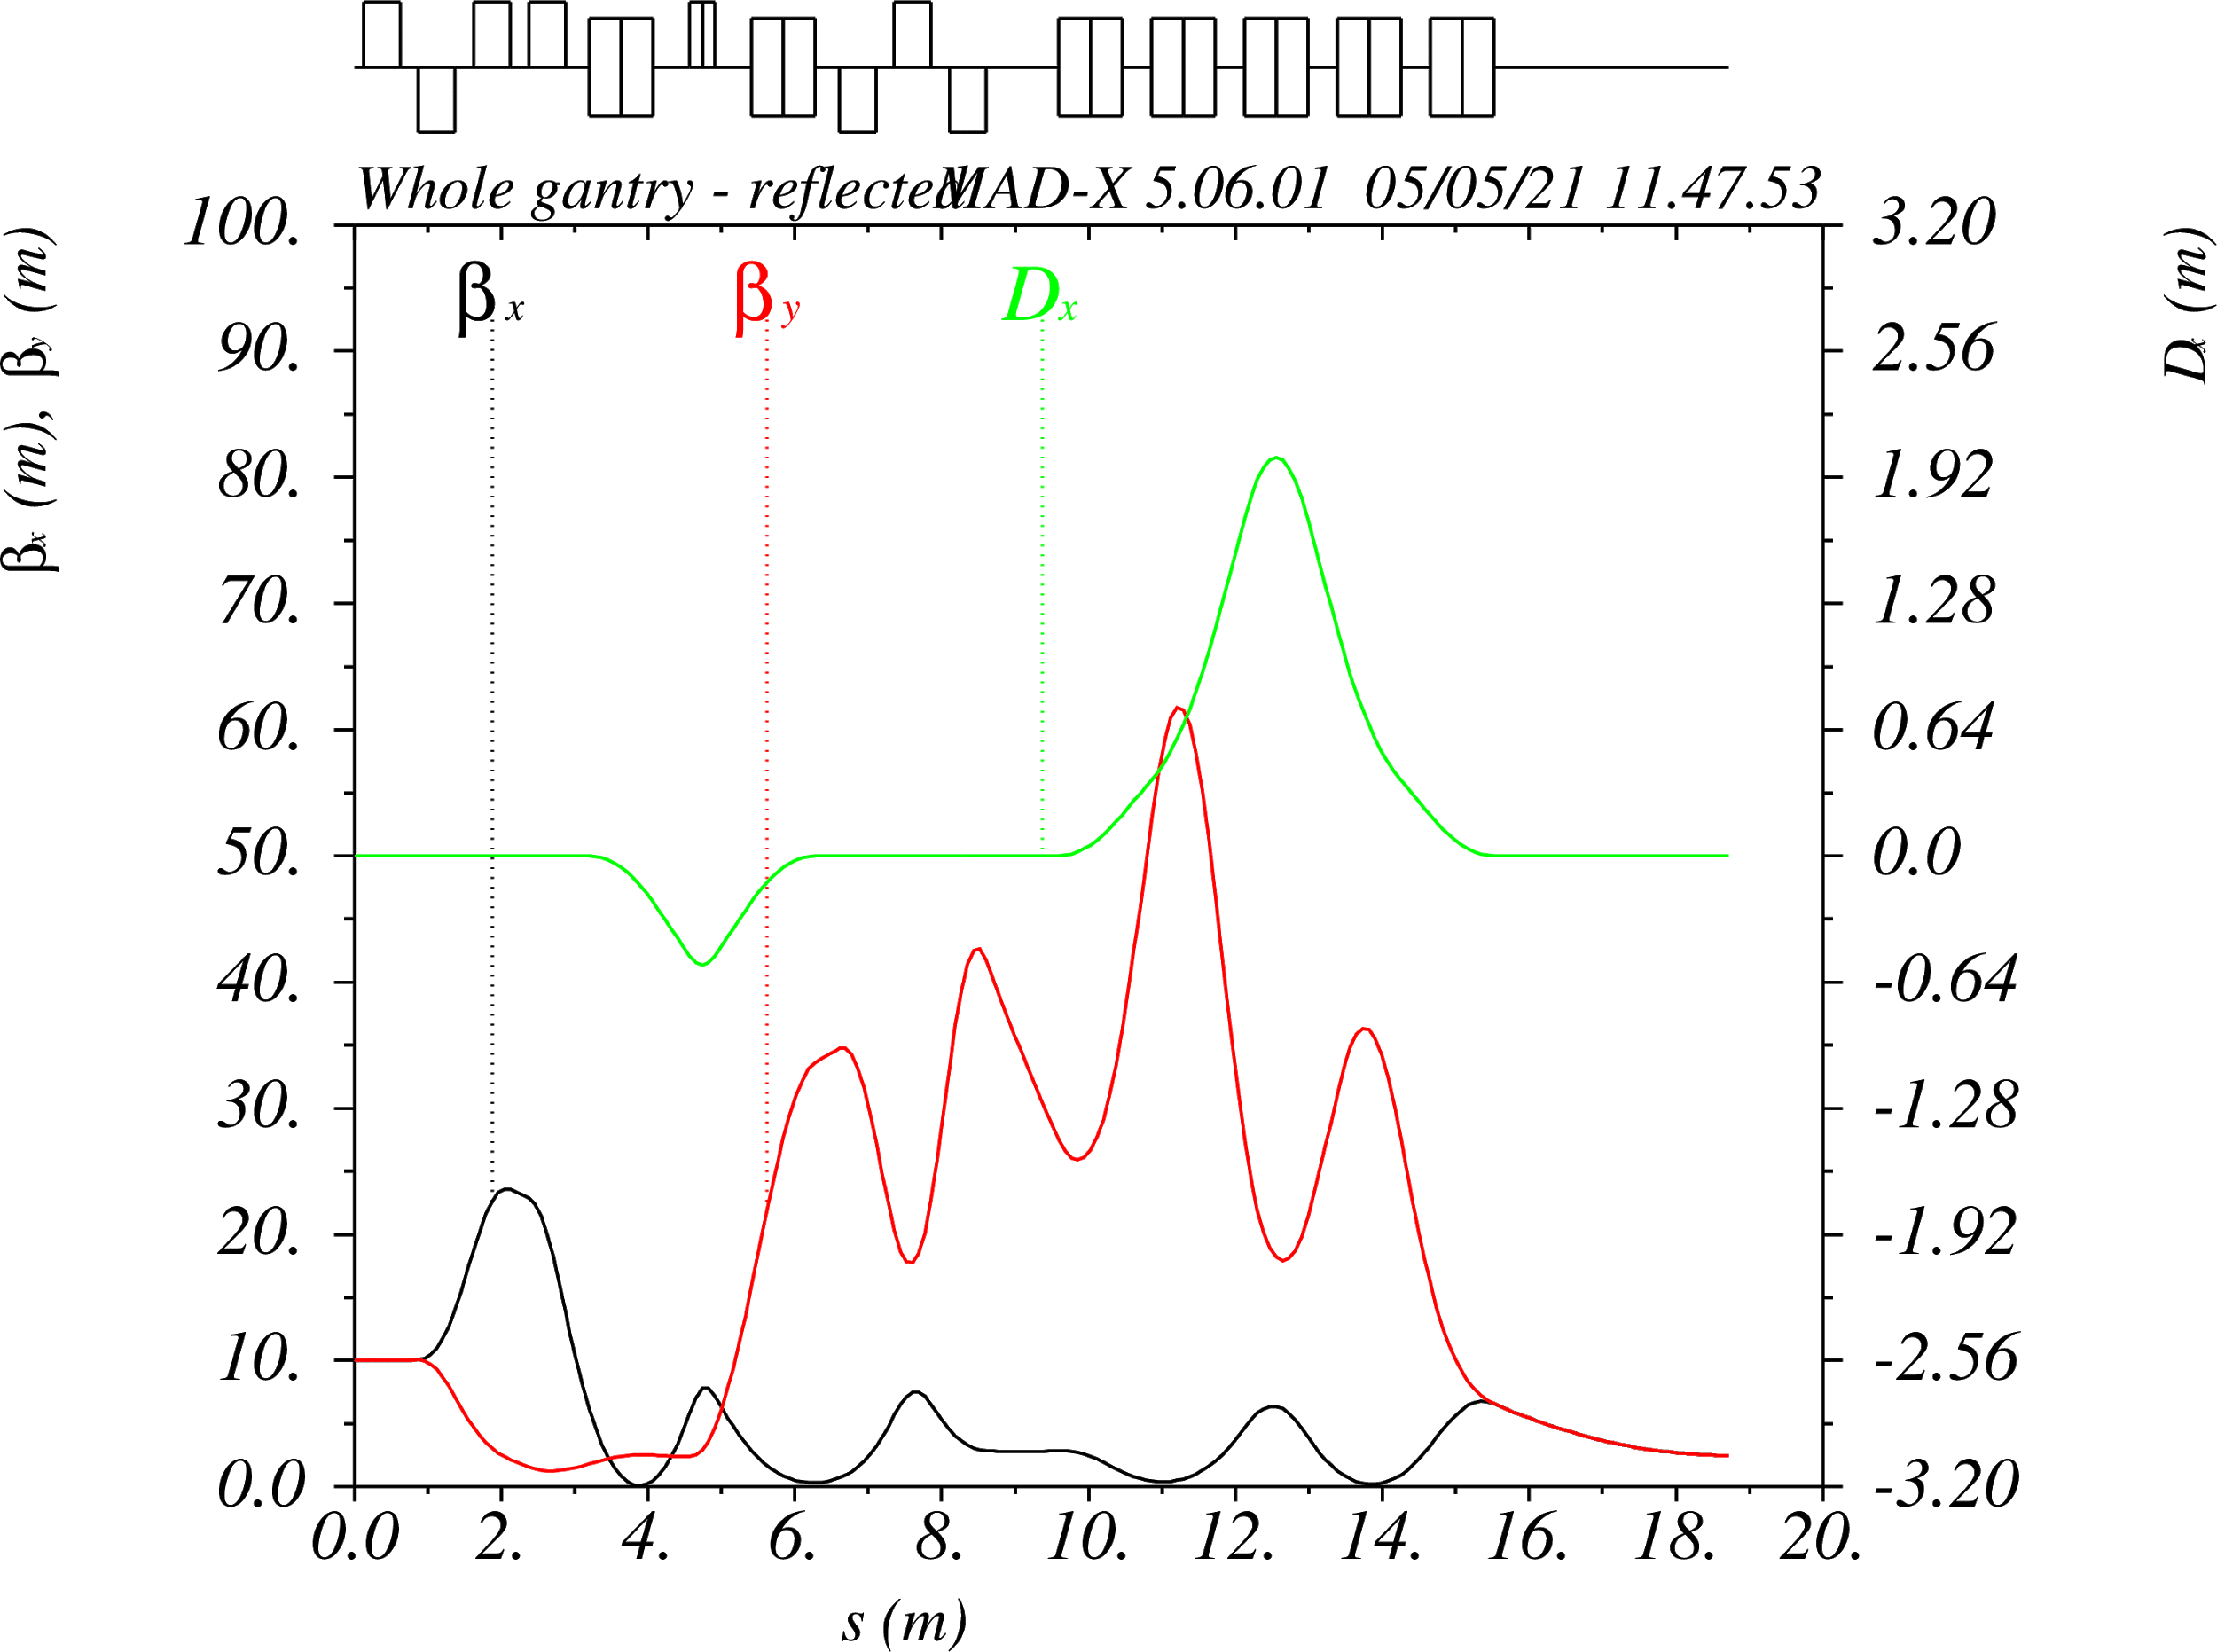 Whole gantry - reflected MAD-X 5.06.01 05/05/21 11.47.53
βx (m), βy (m)
100.
90.
80.
70.
60.
50.
40.
30.
20.
10.
0.0
βx
βy
Dx
3.20
2.56
1.92
1.28
0.64
0.0
-0.64
-1.28
-1.92
-2.56
-3.20
Dx (m)
0.0 2. 4. 6. 8. 10. 12. 14. 16. 18. 20.
s (m)